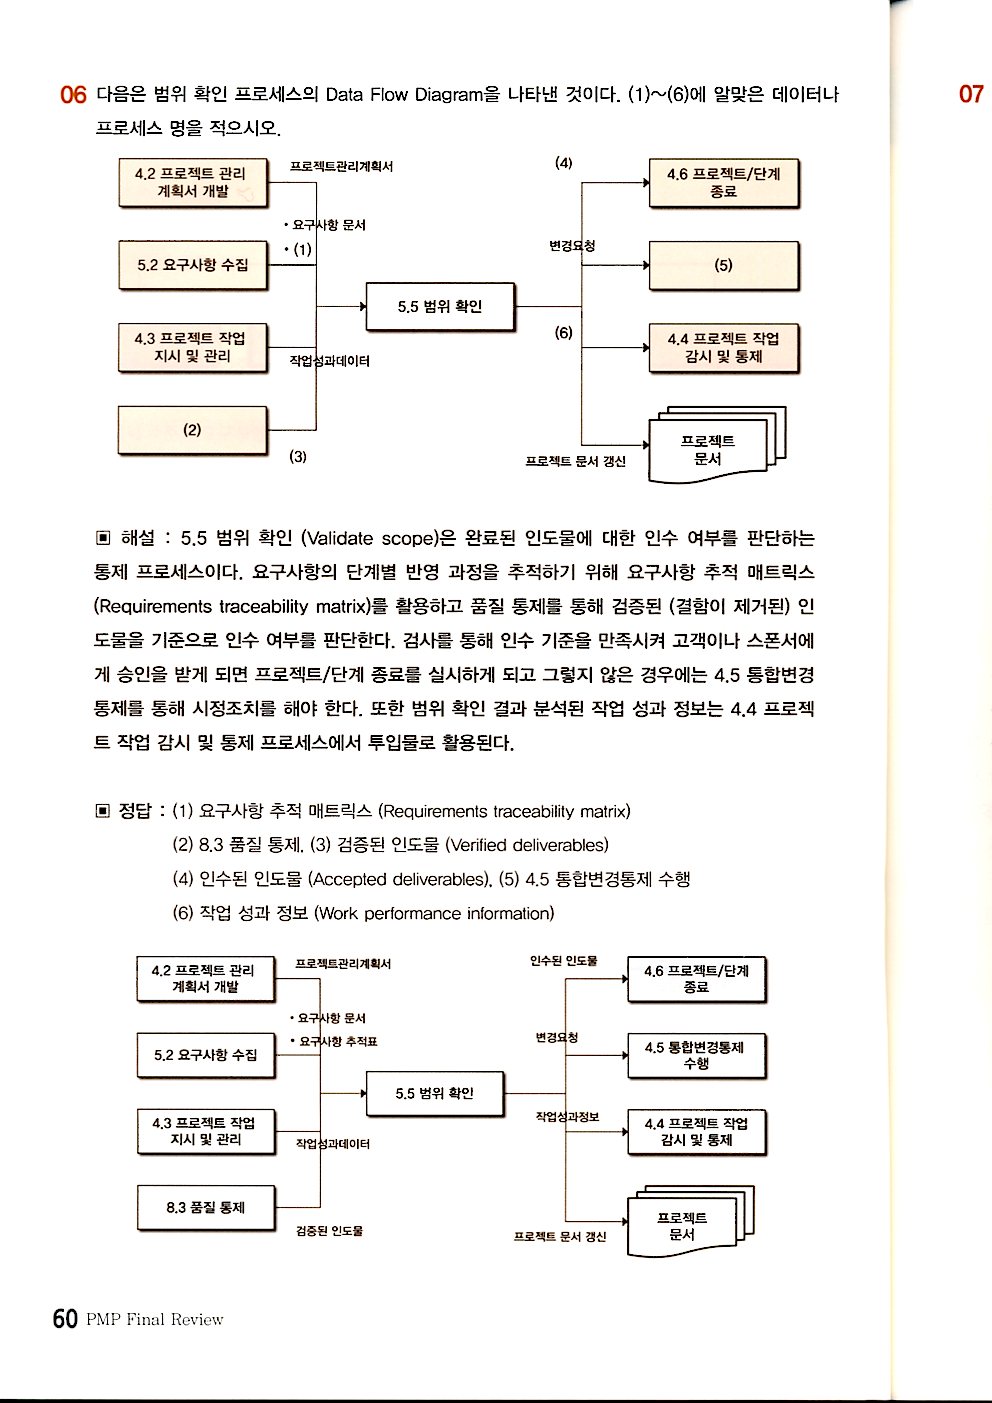 06 다음은 범위 확인 프로세스의 Data Flow Diagram을 나타낸 것이다. (1)~(6)에 알맞은 데이터나
프로세스 명을 적으시오.
4.2 프로젝트 관리
계획서 개발
프로젝트관리계획서
• 요구사항 문서
• (1)
5.2 요구사항 수집
4.3 프로젝트 작업
지시 및 관리
작업성과데이터
(2)
(3)
5.5 범위 확인
(4)
4.6 프로젝트/단계
종료
변경요청
(5)
(6)
4.4 프로젝트 작업
감시 및 통제
프로젝트 문서 갱신
프로젝트
문서
▣ 해설 : 5.5 범위 확인 (Validate scope)은 완료된 인도물에 대한 인수 여부를 판단하는
통제 프로세스이다. 요구사항의 단계별 반영 과정을 추적하기 위해 요구사항 추적 매트릭스
(Requirements traceability matrix)를 활용하고 품질 통제를 통해 검증된 (결함이 제거된) 인
도물을 기준으로 인수 여부를 판단한다. 검사를 통해 인수 기준을 만족시켜 고객이나 스폰서에
게 승인을 받게 되면 프로젝트/단계 종료를 실시하게 되고 그렇지 않은 경우에는 4.5 통합변경
통제를 통해 시정조치를 해야 한다. 또한 범위 확인 결과 분석된 작업 성과 정보는 4.4 프로젝
트 작업 감시 및 통제 프로세스에서 투입물로 활용된다.
▣ 정답 : (1) 요구사항 추적 매트릭스 (Requirements traceability matrix)
(2) 8.3 품질 통제, (3) 검증된 인도물 (Verified deliverables)
(4) 인수된 인도물 (Accepted deliverables), (5) 4.5 통합변경통제 수행
(6) 작업 성과 정보 (Work performance information)
4.2 프로젝트 관리
계획서 개발
프로젝트관리계획서
• 요구사항 문서
• 요구사항 추적표
5.2 요구사항 수집
4.3 프로젝트 작업
지시 및 관리
작업성과데이터
8.3 품질 통제
검증된 인도물
5.5 범위 확인
인수된 인도물
4.6 프로젝트/단계
종료
변경요청
4.5 통합변경통제
수행
작업성과정보
4.4 프로젝트 작업
감시 및 통제
프로젝트 문서 갱신
프로젝트
문서
60 PMP Final Review
07